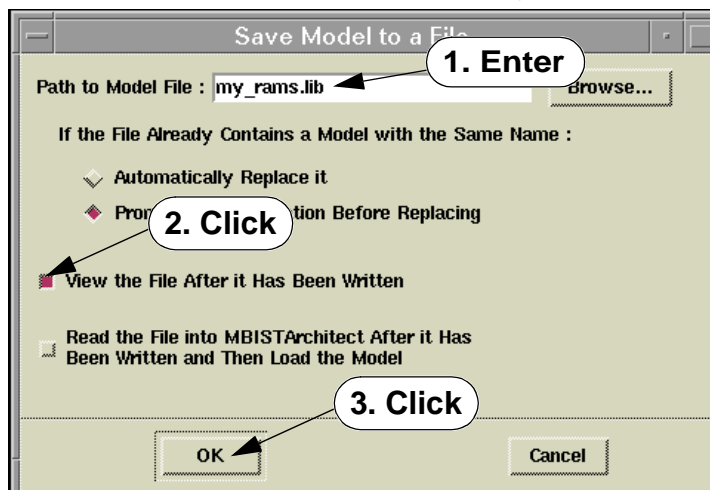 Save Model to a File
1. Enter
Path to Model File : my_rams.lib
Browse...
If the File Already Contains a Model with the Same Name :
Automatically Replace it
tion Before Replacing
2. Click
View the File After it Has Been Written
Read the File into MBISTArchitect After it Has
Been Written and Then Load the Model
3. Click
OK
Cancel